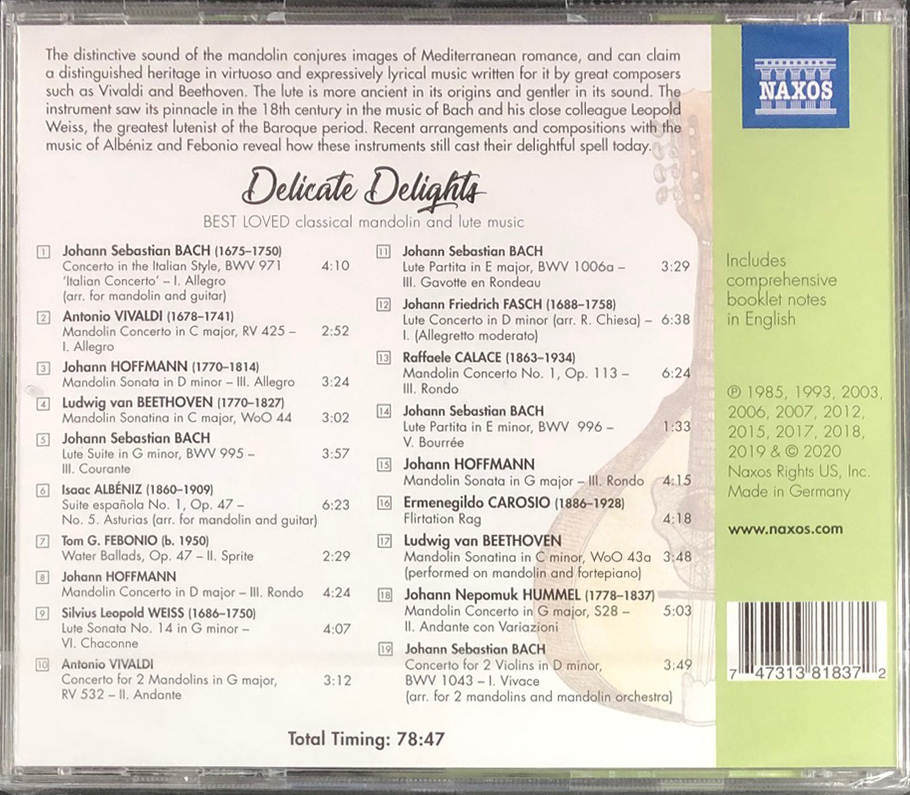 The distinctive sound of the mandolin conjures images of Mediterranean romance, and can claim
a distinguished heritage in virtuoso and expressively lyrical music written for it by great composers
such as Vivaldi and Beethoven. The lute is more ancient in its origins and gentler in its sound. The
instrument saw its pinnacle in the 18th century in the music of Bach and his close colleague Leopold
Weiss, the greatest lutenist of the Baroque period. Recent arrangements and compositions with the
music of Albéniz and Febonio reveal how these instruments still cast their delightful spell today.
Delicate Delights
BEST LOVED classical mandolin and lute music
1 Johann Sebastian BACH (1675–1750)
Concerto in the Italian Style, BWV 971 4:10
'Italian Concerto' – I. Allegro
(arr. for mandolin and guitar)
2 Antonio VIVALDI (1678–1741)
Mandolin Concerto in C major, RV 425 – 2:52
I. Allegro
3 Johann HOFFMANN (1770–1814)
Mandolin Sonata in D minor – III. Allegro 3:24
4 Ludwig van BEETHOVEN (1770–1827)
Mandolin Sonatina in C major, WoO 44 3:02
5 Johann Sebastian BACH
Lute Suite in G minor, BWV 995 – 3:57
III. Courante
6 Isaac ALBÉNIZ (1860–1909)
Suite española No. 1, Op. 47 – 6:23
No. 5. Asturias (arr. for mandolin and guitar)
7 Tom G. FEBONIO (b. 1950)
Water Ballads, Op. 47 – II. Sprite 2:29
8 Johann HOFFMANN
Mandolin Concerto in D major – III. Rondo 4:24
9 Silvius Leopold WEISS (1686–1750)
Lute Sonata No. 14 in G minor – 4:07
VI. Chaconne
10 Antonio VIVALDI
Concerto for 2 Mandolins in G major, 3:12
RV 532 – II. Andante
11 Johann Sebastian BACH
Lute Partita in E major, BWV 1006a – 3:29
III. Gavotte en Rondeau
12 Johann Friedrich FASCH (1688–1758)
Lute Concerto in D minor (arr. R. Chiesa) – 6:38
I. (Allegretto moderato)
13 Raffaele CALACE (1863–1934)
Mandolin Concerto No. 1, Op. 113 – 6:24
III. Rondo
14 Johann Sebastian BACH
Lute Partita in E minor, BWV 996 – 1:33
V. Bourrée
15 Johann HOFFMANN
Mandolin Sonata in G major – III. Rondo 4:15
16 Ermenegildo CAROSIO (1886–1928)
Flirtation Rag 4:18
17 Ludwig van BEETHOVEN
Mandolin Sonatina in C minor, WoO 43a 3:48
(performed on mandolin and fortepiano)
18 Johann Nepomuk HUMMEL (1778–1837)
Mandolin Concerto in G major, S28 – 5:03
II. Andante con Variazioni
19 Johann Sebastian BACH
Concerto for 2 Violins in D minor, 3:49
BWV 1043 – I. Vivace
(arr. for 2 mandolins and mandolin orchestra)
Total Timing: 78:47
NAXOS
Includes
comprehensive
booklet notes
in English
℗ 1985, 1993, 2003,
2006, 2007, 2012,
2015, 2017, 2018,
2019 & © 2020
Naxos Rights US, Inc.
Made in Germany
www.naxos.com
7 47313 81837 2